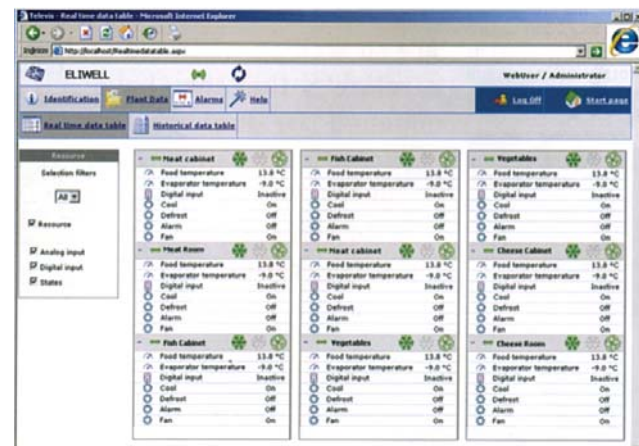 Televis - Real time data table - Microsoft Internet Explorer
http://localhost/Realtimedatatable.aspx
ELIWELL
WebUser / Administrator
Identification Plant Data Alarms Help
Log Off Start page
Real time data table Historical data table
Resource
Selection filters
All
Resource
Analog input
Digital input
States
Meat cabinet
Food temperature 13.8 °C
Evaporator temperature -9.0 °C
Digital input Inactive
Cool On
Defrost Off
Alarm Off
Fan On
Meat Room
Food temperature 13.8 °C
Evaporator temperature -9.0 °C
Digital input Inactive
Cool On
Defrost Off
Alarm Off
Fan On
Fish Cabinet
Food temperature 13.8 °C
Evaporator temperature -9.0 °C
Digital input Inactive
Cool On
Defrost Off
Alarm Off
Fan On
Fish Cabinet
Food temperature 13.8 °C
Evaporator temperature -9.0 °C
Digital input Inactive
Cool On
Defrost Off
Alarm Off
Fan On
Meat cabinet
Food temperature 13.8 °C
Evaporator temperature -9.0 °C
Digital input Inactive
Cool On
Defrost Off
Alarm Off
Fan On
Vegetables
Food temperature 13.8 °C
Evaporator temperature -9.0 °C
Digital input Inactive
Cool On
Defrost Off
Alarm Off
Fan On
Vegetables
Food temperature 13.8 °C
Evaporator temperature -9.0 °C
Digital input Inactive
Cool On
Defrost Off
Alarm Off
Fan On
Cheese Cabinet
Food temperature 13.8 °C
Evaporator temperature -9.0 °C
Digital input Inactive
Cool On
Defrost Off
Alarm Off
Fan On
Cheese Room
Food temperature 13.8 °C
Evaporator temperature -9.0 °C
Digital input Inactive
Cool On
Defrost Off
Alarm Off
Fan On